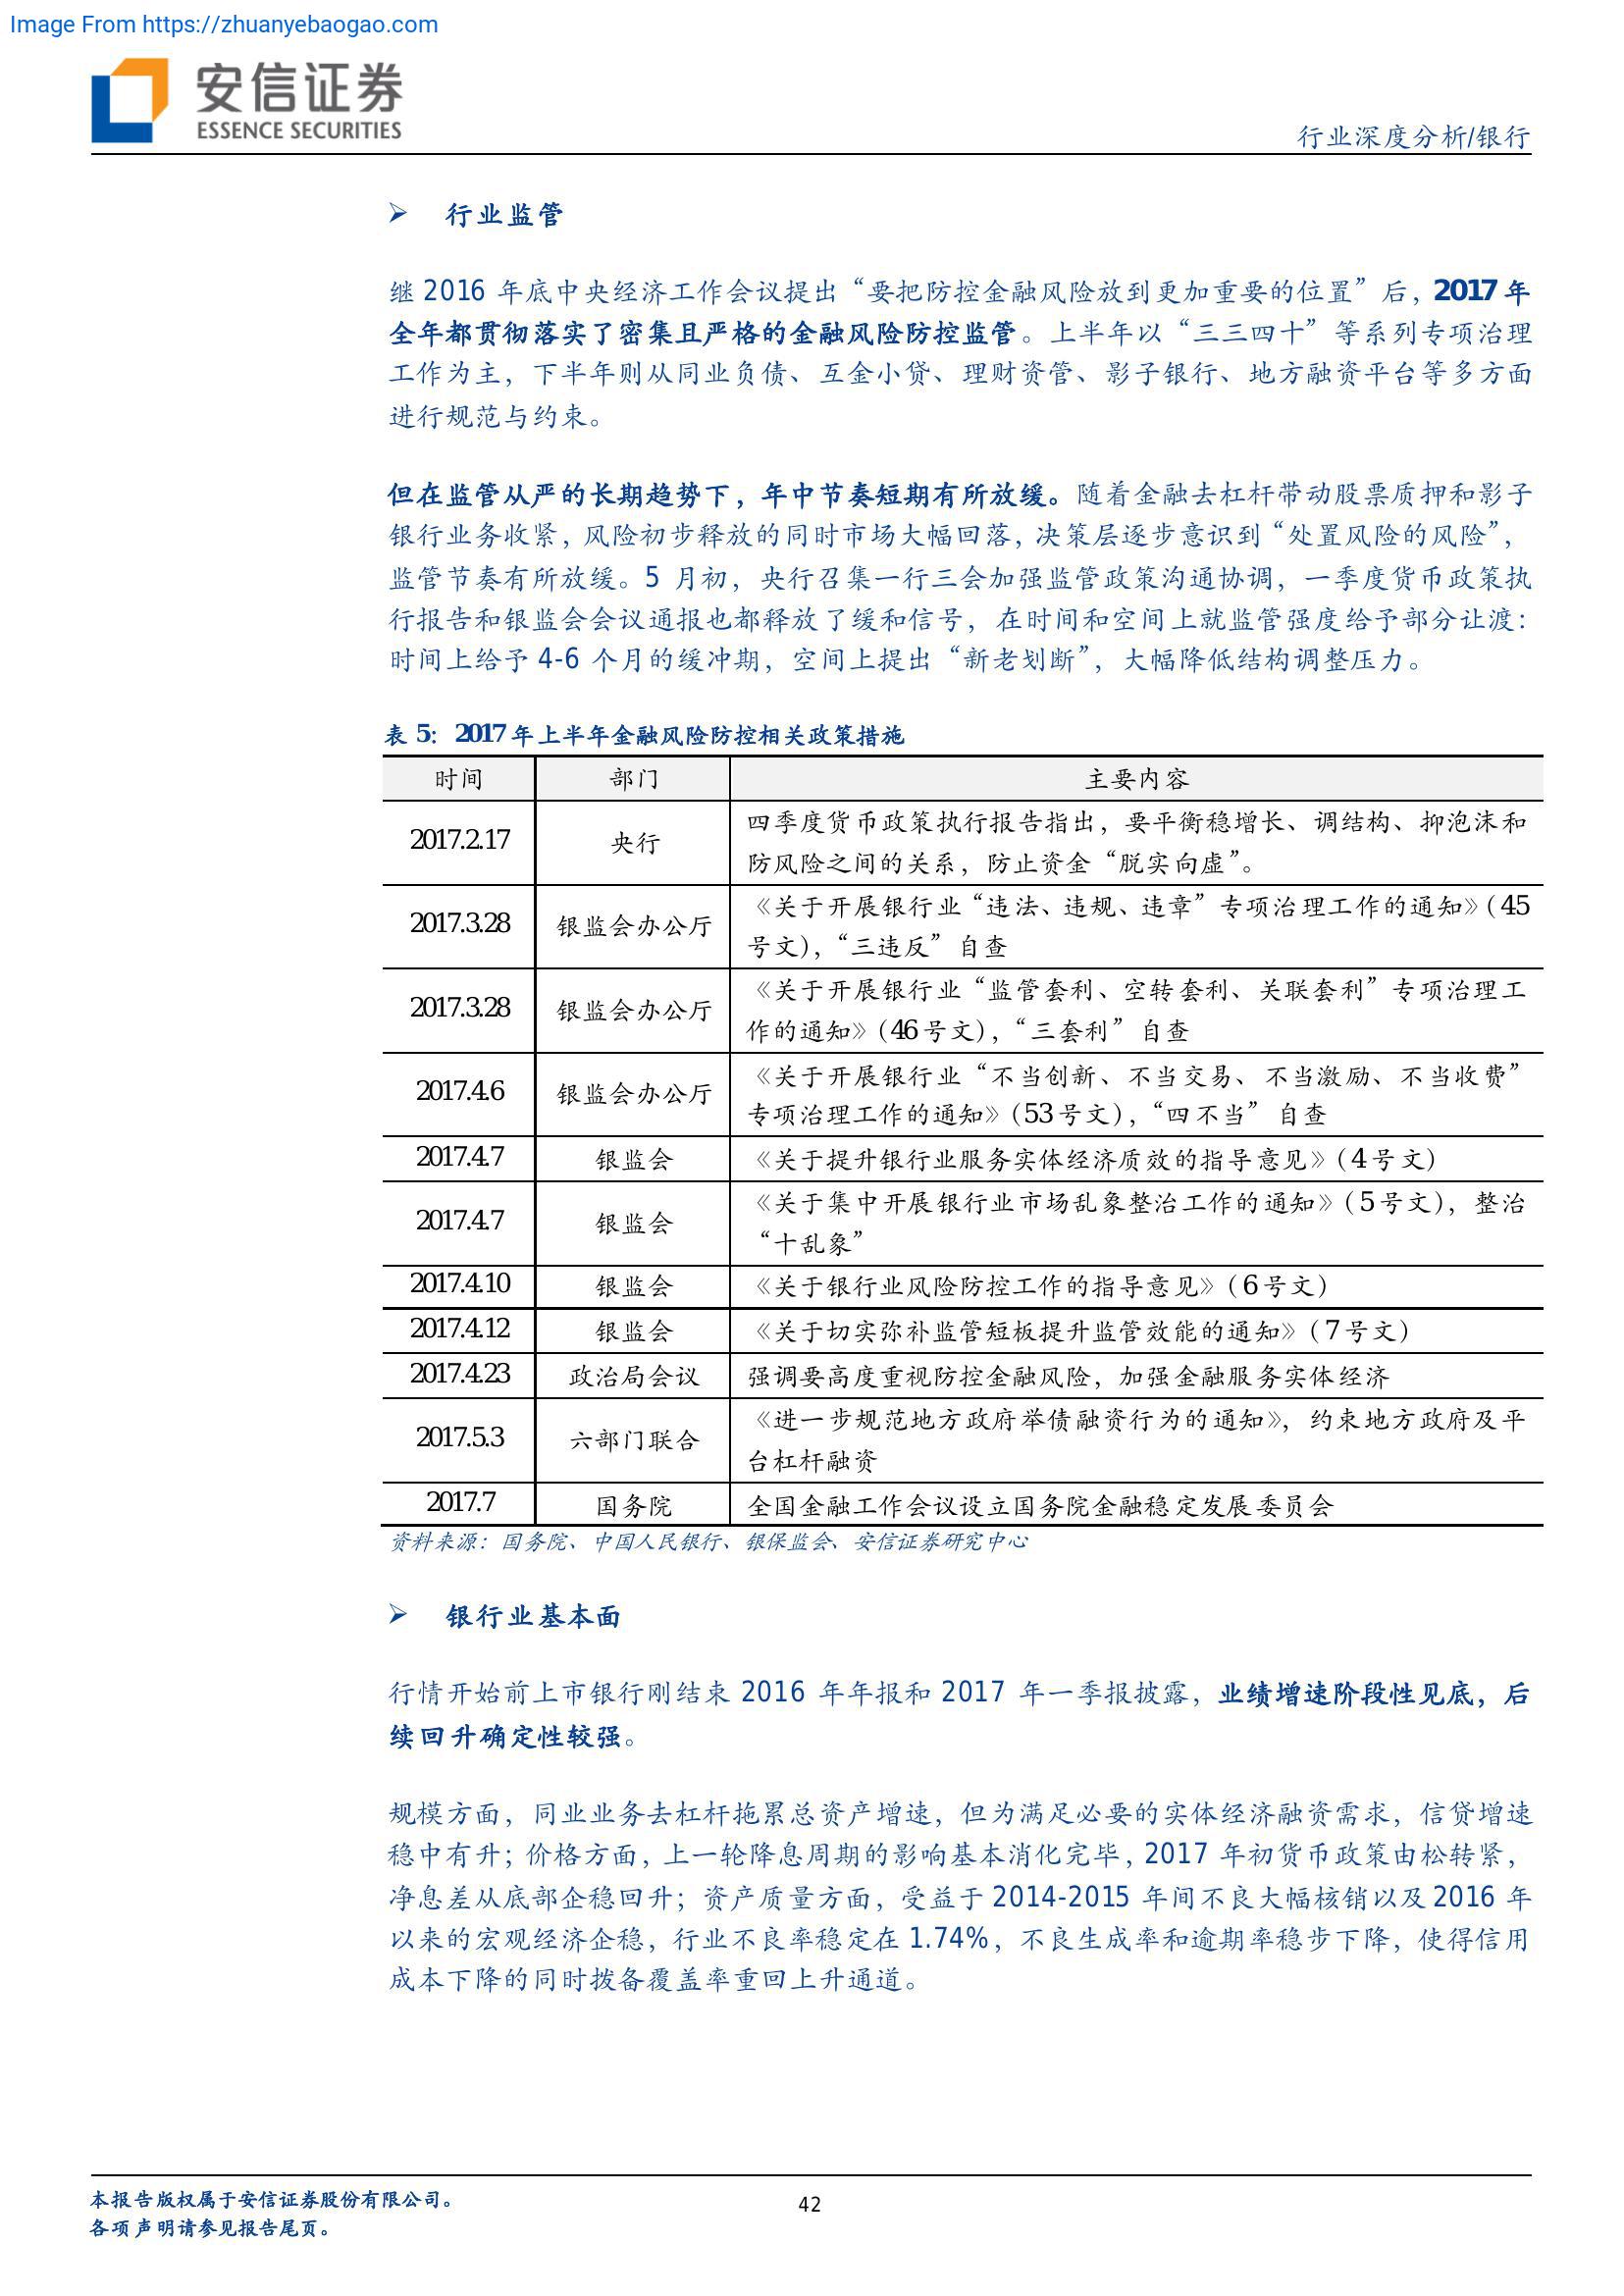 Image From https://zhuanyebaogao.com
安信证券
ESSENCE SECURITIES
行业深度分析/银行
➢ 行业监管
继 2016 年底中央经济工作会议提出“要把防控金融风险放到更加重要的位置”后，2017 年
全年都贯彻落实了密集且严格的金融风险防控监管。上半年以“三三四十”等系列专项治理
工作为主，下半年则从同业负债、互金小贷、理财资管、影子银行、地方融资平台等多方面
进行规范与约束。
但在监管从严的长期趋势下，年中节奏短期有所放缓。随着金融去杠杆带动股票质押和影子
银行业务收紧，风险初步释放的同时市场大幅回落，决策层逐步意识到“处置风险的风险”，
监管节奏有所放缓。5 月初，央行召集一行三会加强监管政策沟通协调，一季度货币政策执
行报告和银监会会议通报也都释放了缓和信号，在时间和空间上就监管强度给予部分让渡：
时间上给予 4-6 个月的缓冲期，空间上提出“新老划断”，大幅降低结构调整压力。
表 5：2017 年上半年金融风险防控相关政策措施
时间 部门 主要内容
2017.2.17 央行 四季度货币政策执行报告指出，要平衡稳增长、调结构、抑泡沫和
防风险之间的关系，防止资金“脱实向虚”。
2017.3.28 银监会办公厅 《关于开展银行业“违法、违规、违章”专项治理工作的通知》（45
号文），“三违反”自查
2017.3.28 银监会办公厅 《关于开展银行业“监管套利、空转套利、关联套利”专项治理工
作的通知》（46 号文），“三套利”自查
2017.4.6 银监会办公厅 《关于开展银行业“不当创新、不当交易、不当激励、不当收费”
专项治理工作的通知》（53 号文），“四不当”自查
2017.4.7 银监会 《关于提升银行业服务实体经济质效的指导意见》（4 号文）
2017.4.7 银监会 《关于集中开展银行业市场乱象整治工作的通知》（5 号文），整治
“十乱象”
2017.4.10 银监会 《关于银行业风险防控工作的指导意见》（6 号文）
2017.4.12 银监会 《关于切实弥补监管短板提升监管效能的通知》（7 号文）
2017.4.23 政治局会议 强调要高度重视防控金融风险，加强金融服务实体经济
2017.5.3 六部门联合 《进一步规范地方政府举债融资行为的通知》，约束地方政府及平
台杠杆融资
2017.7 国务院 全国金融工作会议设立国务院金融稳定发展委员会
资料来源：国务院、中国人民银行、银保监会、安信证券研究中心
➢ 银行业基本面
行情开始前上市银行刚结束 2016 年年报和 2017 年一季报披露，业绩增速阶段性见底，后
续回升确定性较强。
规模方面，同业业务去杠杆拖累总资产增速，但为满足必要的实体经济融资需求，信贷增速
稳中有升；价格方面，上一轮降息周期的影响基本消化完毕，2017 年初货币政策由松转紧，
净息差从底部企稳回升；资产质量方面，受益于 2014-2015 年间不良大幅核销以及 2016 年
以来的宏观经济企稳，行业不良率稳定在 1.74%，不良生成率和逾期率稳步下降，使得信用
成本下降的同时拨备覆盖率重回上升通道。
本报告版权属于安信证券股份有限公司。
各项声明请参见报告尾页。
42